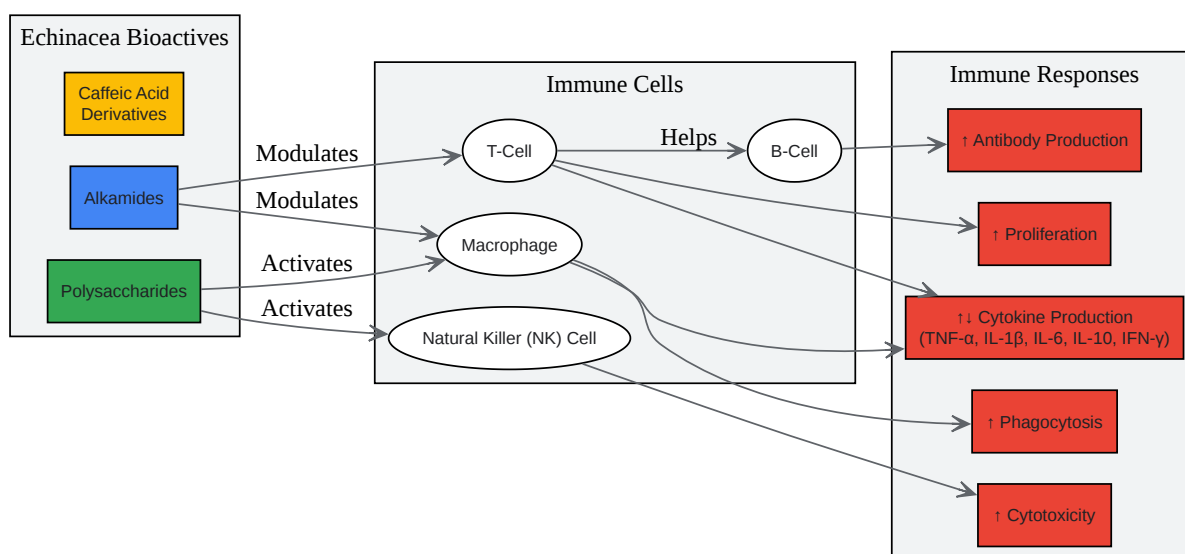 Echinacea Bioactives
Caffeic Acid
Derivatives
Alkamides
Polysaccharides
Modulates
Modulates
Activates
Activates
Immune Cells
T-Cell
Helps
B-Cell
Macrophage
Natural Killer (NK) Cell
Immune Responses
↑ Antibody Production
↑ Proliferation
↑↓ Cytokine Production
(TNF-α, IL-1β, IL-6, IL-10, IFN-γ)
↑ Phagocytosis
↑ Cytotoxicity